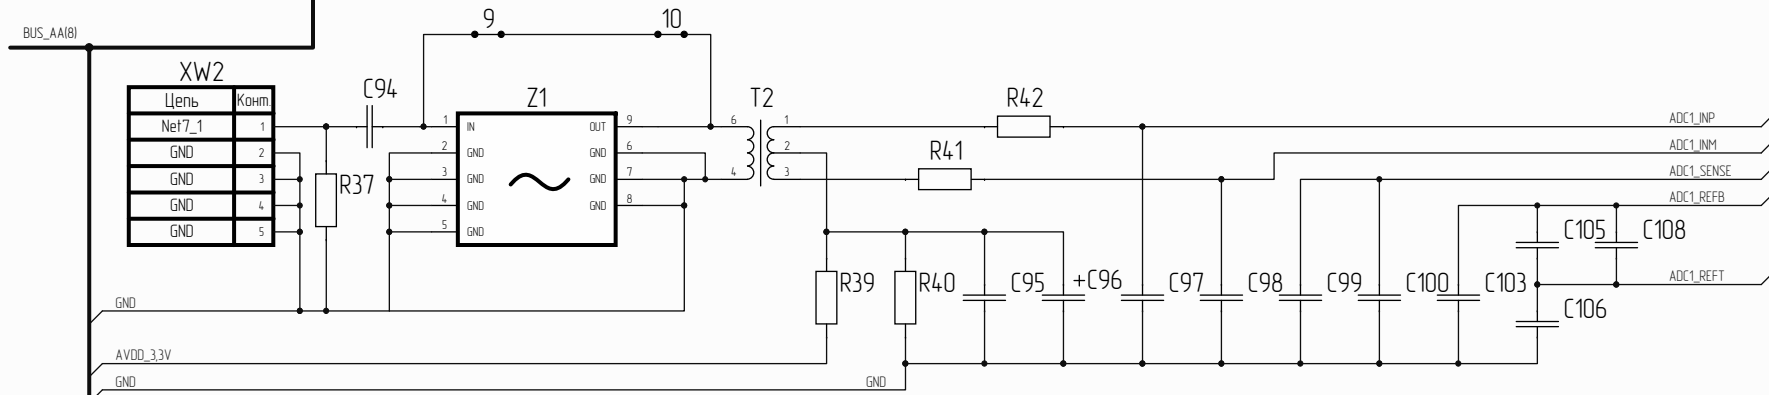 9 10
BUS_AA(8)
XW2
Цепь Конт.
Net7_1 1
GND 2
GND 3
GND 4
GND 5
C94
R37
Z1
1 IN OUT 9
2 GND GND 6
3 GND GND 7
4 GND GND 8
5 GND
T2
6 1
2
4 3
R42
R41
ADC1_INP
ADC1_INM
ADC1_SENSE
ADC1_REFB
ADC1_REFT
R39 R40 C95 +C96 C97 C98 C99 C100 C103
C105 C108
C106
GND
AVDD_3,3V
GND GND